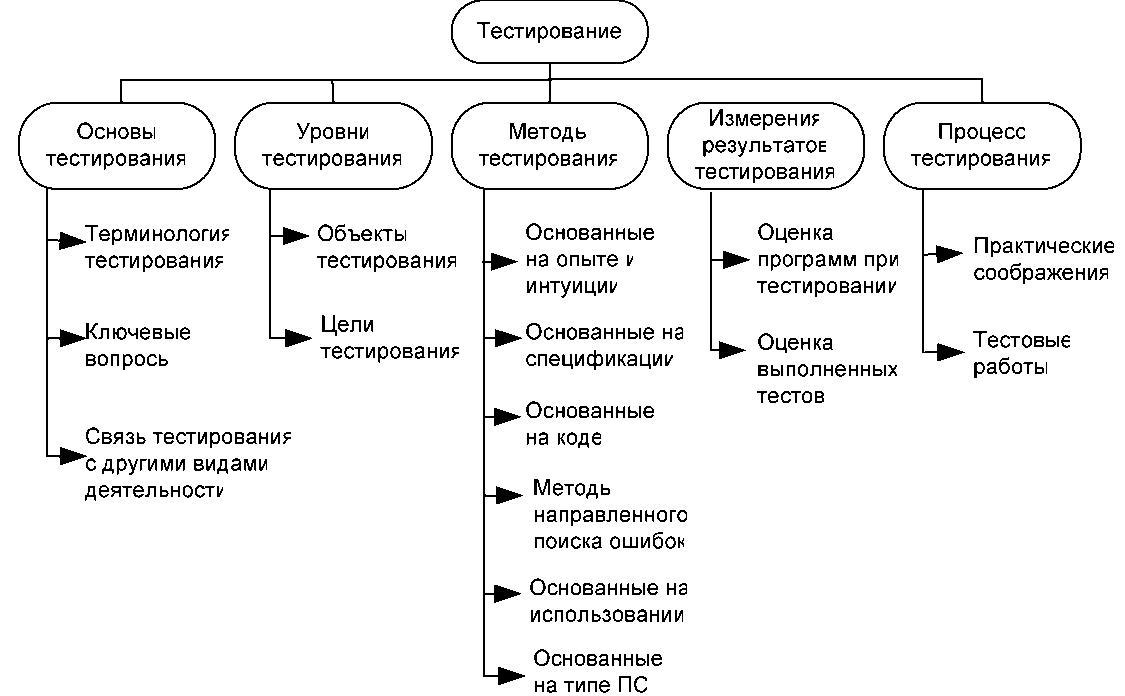 Тестирование
Основы
тестирования
Терминология
тестирования
Ключевые
вопрось
Связь тестирования
с другими видами
деятельности
Уровни
тестирования
Объекты
тестирования
Цели
тестирования
Методь
тестирования
Основанные
на опыте и
интуиции
Основанные на
спецификации
Основанные
на коде
Методь
направленного
поиска ошибок
Основанные на
использовании
Основанные
на типе ПС
Измерения
результатов
тестирования
Оценка
программ при
тестировании
Оценка
выполненных
тестов
Процесс
тестирования
Практические
соображения
Тестовые
работы